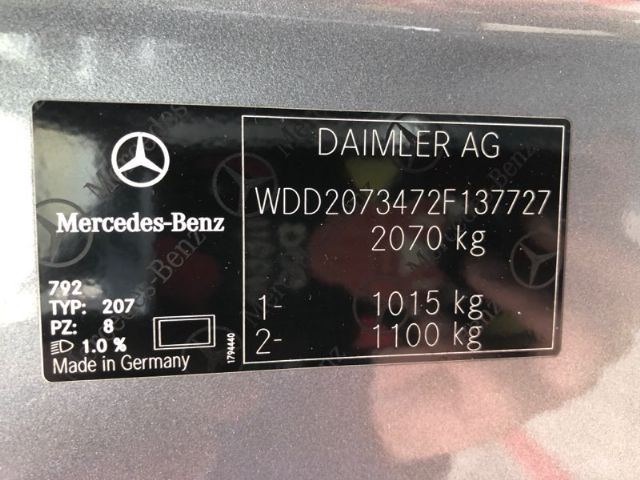 Mercedes-Benz
792
TYP: 207
PZ: 8
1.0 %
Made in Germany
1794440
DAIMLER AG
WDD2073472F137727
2070 kg
1- 1015 kg
2- 1100 kg